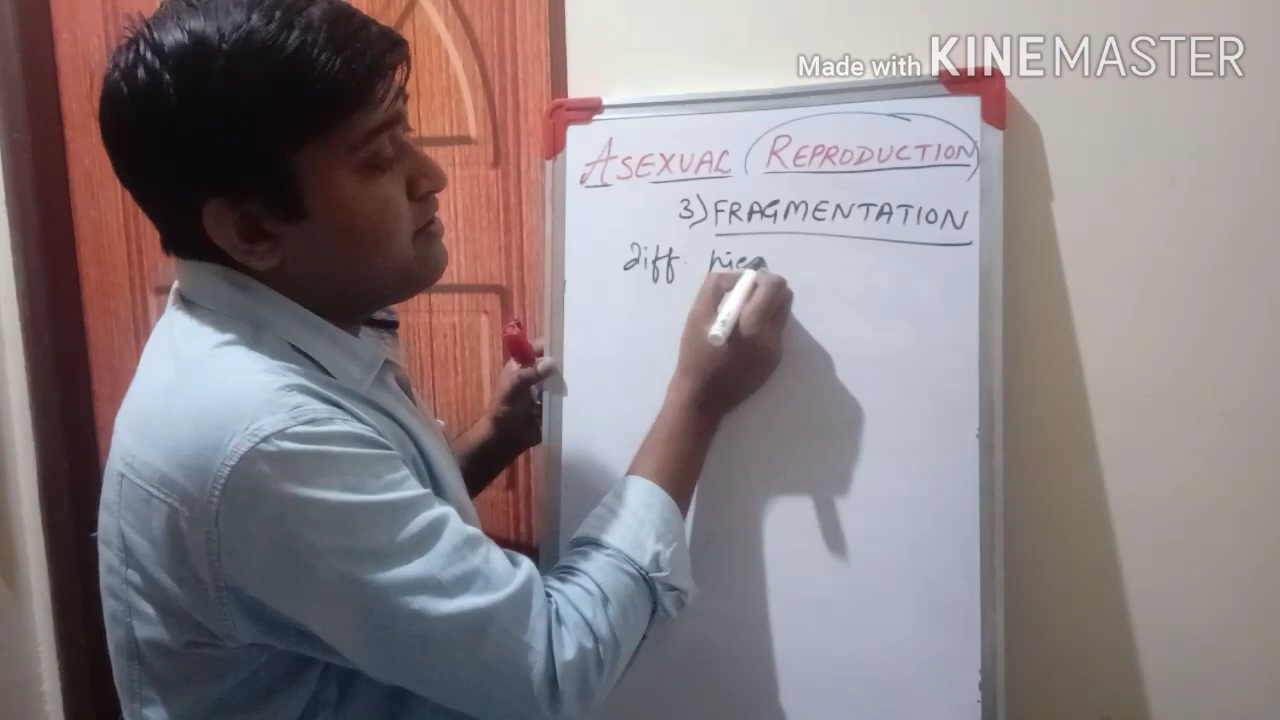 Made with KINEMASTER
ASEXUAL REPRODUCTION
3) FRAGMENTATION
diff.